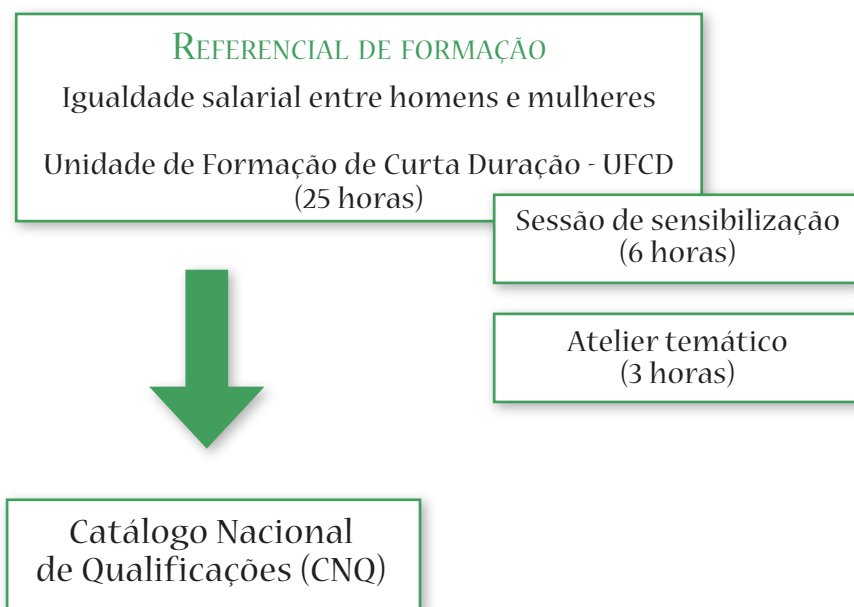 Referencial de formação
Igualdade salarial entre homens e mulheres
Unidade de Formação de Curta Duração - UFCD
(25 horas)
Sessão de sensibilização
(6 horas)
Atelier temático
(3 horas)
Catálogo Nacional
de Qualificações (CNQ)